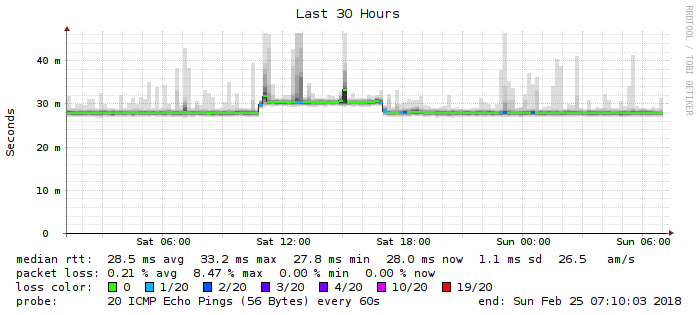 Last 30 Hours
RRDTOOL / TOBI OETIKER
Seconds
40 m
30 m
20 m
10 m
0
Sat 06:00 Sat 12:00 Sat 18:00 Sun 00:00 Sun 06:00
median rtt: 28.5 ms avg 33.2 ms max 27.8 ms min 28.0 ms now 1.1 ms sd 26.5 am/s
packet loss: 0.21 % avg 8.47 % max 0.00 % min 0.00 % now
loss color: 0 1/20 2/20 3/20 4/20 10/20 19/20
probe: 20 ICMP Echo Pings (56 Bytes) every 60s end: Sun Feb 25 07:10:03 2018